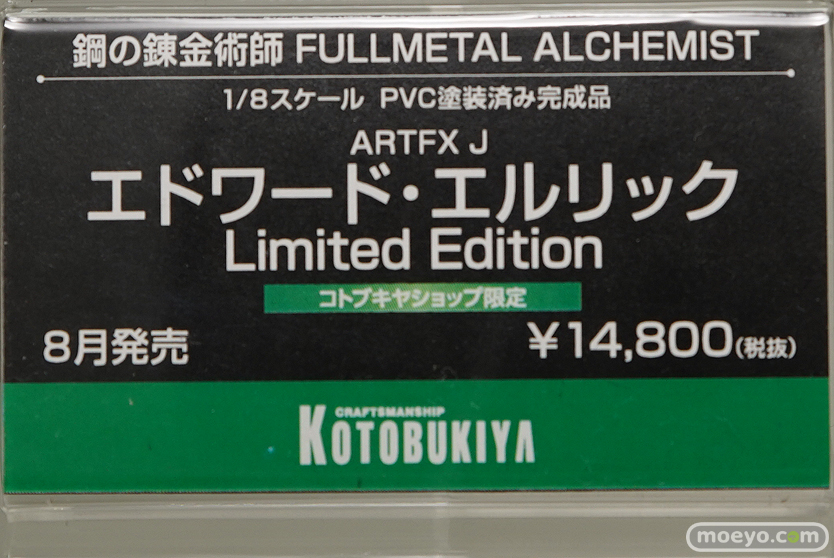 鋼の錬金術師 FULLMETAL ALCHEMIST
1/8スケール PVC塗装済み完成品
ARTFX J
エドワード・エルリック
Limited Edition
コトブキヤショップ限定
8月発売 ¥14,800(税抜)
CRAFTSMANSHIP
KOTOBUKIYA
moeyo.com